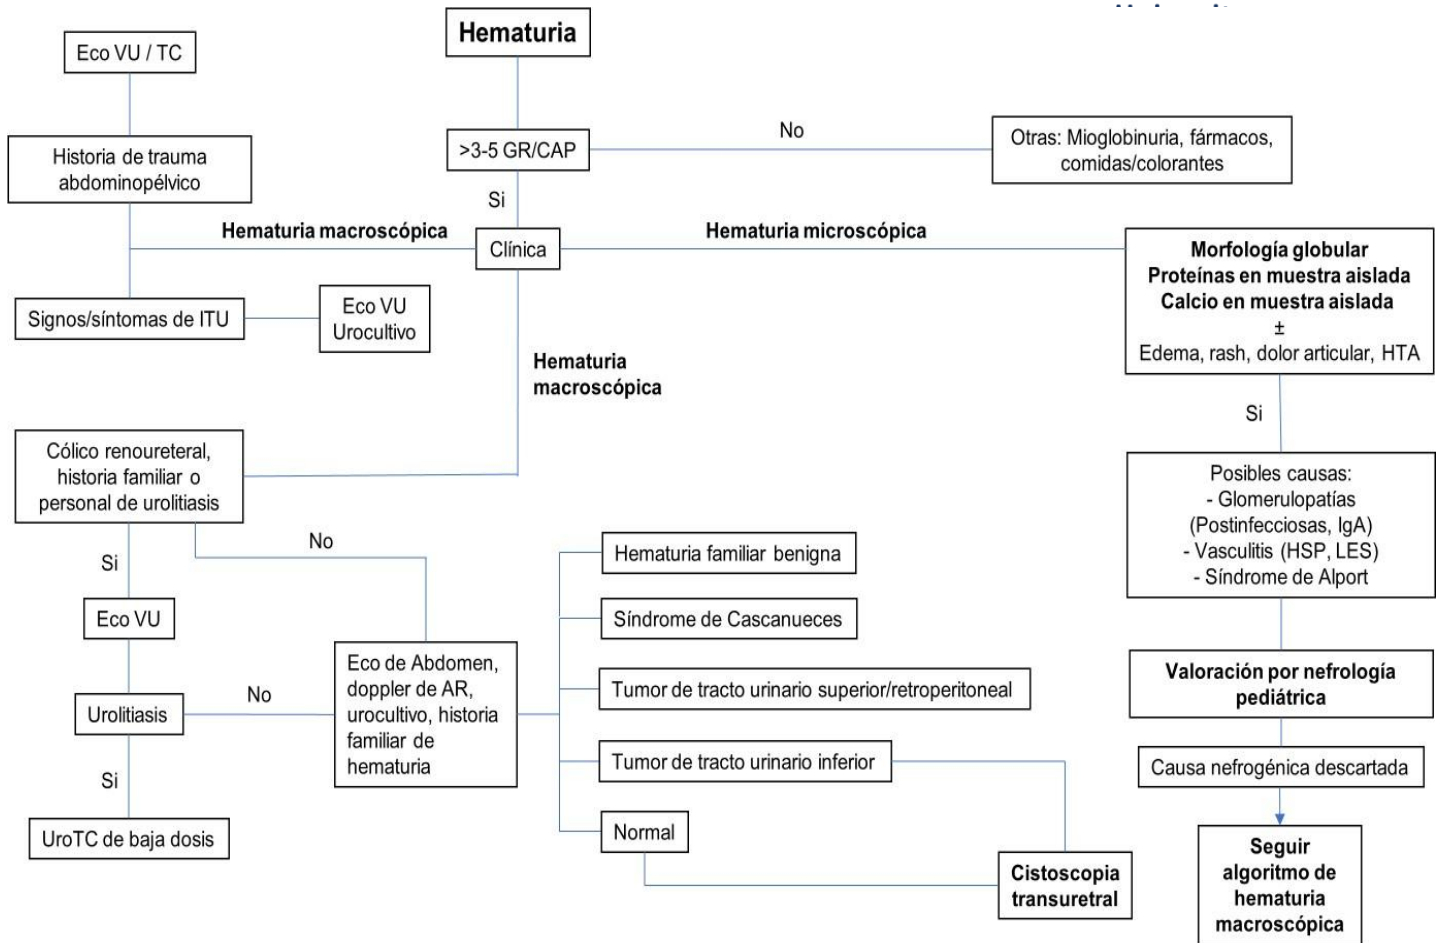 Hematuria
Eco VU / TC
>3-5 GR/CAP
No
Otras: Mioglobinuria, fármacos,
comidas/colorantes
Historia de trauma
abdominopélvico
Si
Hematuria macroscópica
Clínica
Hematuria microscópica
Morfología globular
Proteínas en muestra aislada
Calcio en muestra aislada
±
Edema, rash, dolor articular, HTA
Signos/síntomas de ITU
Eco VU
Urocultivo
Hematuria
macroscópica
Si
Cólico renoureteral,
historia familiar o
personal de urolitiasis
Posibles causas:
- Glomerulopatías
(Postinfecciosas, IgA)
- Vasculitis (HSP, LES)
- Síndrome de Alport
Si
No
Eco VU
Urolitiasis
No
Si
UroTC de baja dosis
Eco de Abdomen,
doppler de AR,
urocultivo, historia
familiar de
hematuria
Hematuria familiar benigna
Síndrome de Cascanueces
Tumor de tracto urinario superior/retroperitoneal
Tumor de tracto urinario inferior
Normal
Cistoscopia
transuretral
Valoración por nefrología
pediátrica
Causa nefrogénica descartada
Seguir
algoritmo de
hematuria
macroscópica